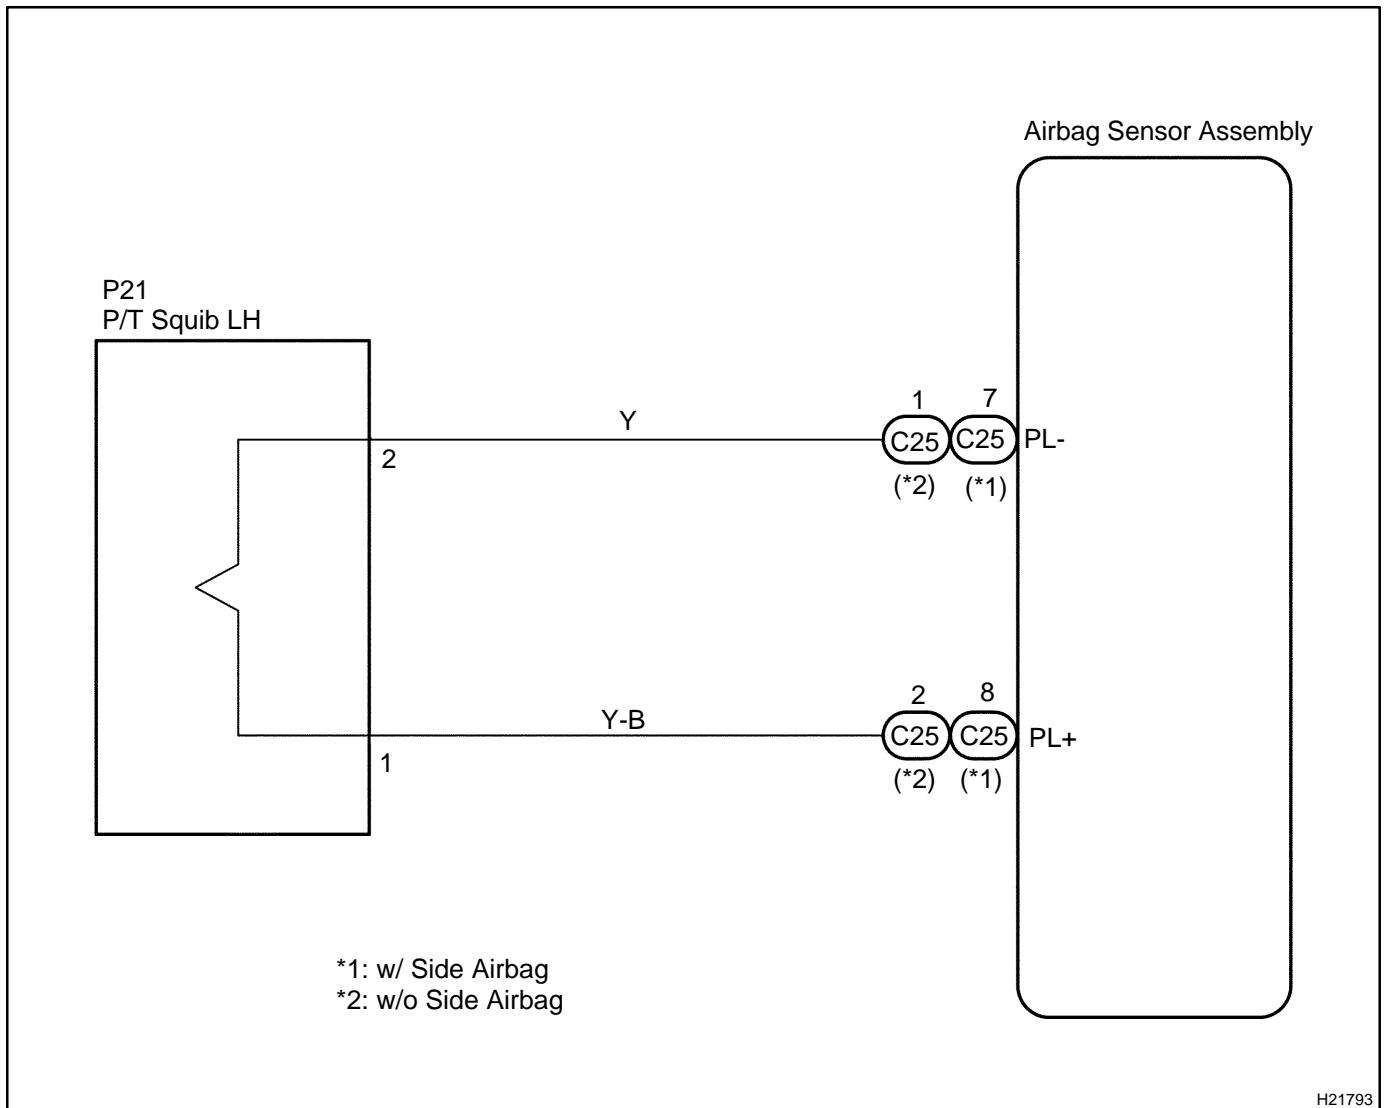 Airbag Sensor Assembly
P21
P/T Squib LH
Y
2
1
7
C25
C25
PL-
(*2)
(*1)
Y-B
1
2
8
C25
C25
PL+
(*2)
(*1)
*1: w/ Side Airbag
*2: w/o Side Airbag
H21793